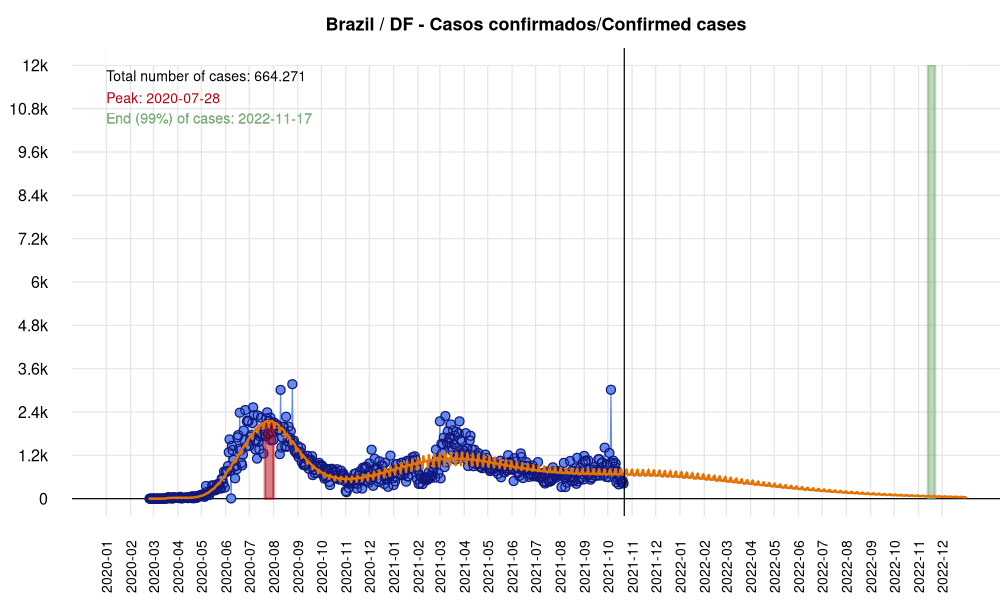 Brazil / DF - Casos confirmados/Confirmed cases
Total number of cases: 664.271
Peak: 2020-07-28
End (99%) of cases: 2022-11-17
12k
10.8k
9.6k
8.4k
7.2k
6k
4.8k
3.6k
2.4k
1.2k
0
2020-01
2020-02
2020-03
2020-04
2020-05
2020-06
2020-07
2020-08
2020-09
2020-10
2020-11
2020-12
2021-01
2021-02
2021-03
2021-04
2021-05
2021-06
2021-07
2021-08
2021-09
2021-10
2021-11
2021-12
2022-01
2022-02
2022-03
2022-04
2022-05
2022-06
2022-07
2022-08
2022-09
2022-10
2022-11
2022-12